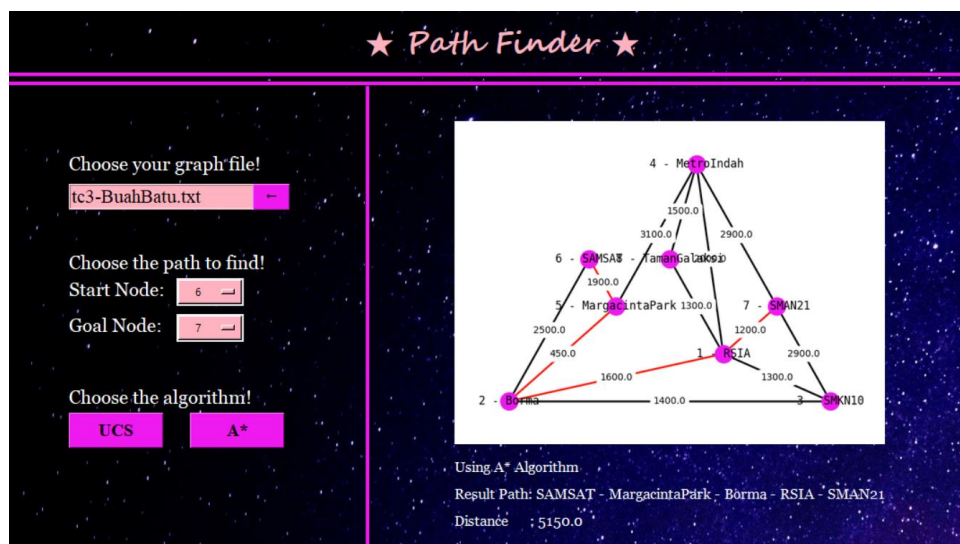 ★ Path Finder ★
Choose your graph file!
tc3-BuahBatu.txt ←
Choose the path to find!
Start Node: 6
Goal Node: 7
Choose the algorithm!
UCS A*
4 - MetroIndah
1500.0
3100.0 2900.0
6 - SAMSAT 8 - TamanGalaksi
1900.0
5 - MargacintaPark 1300.0 7 - SMAN21
2500.0 1200.0
450.0 1 - RSIA 2900.0
1600.0 1300.0
2 - Borma 1400.0 3 - SMKN10
Using A* Algorithm
Result Path: SAMSAT - MargacintaPark - Borma - RSIA - SMAN21
Distance : 5150.0